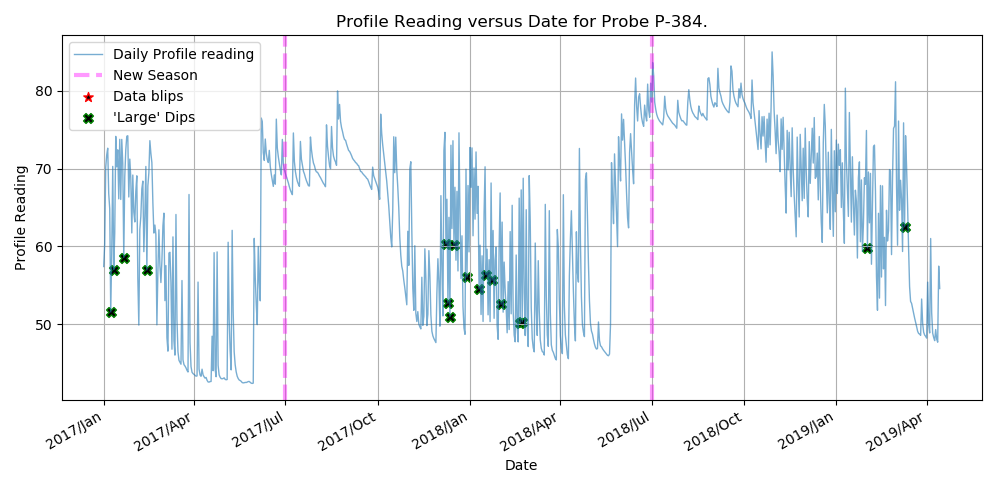 Profile Reading versus Date for Probe P-384.
Daily Profile reading
New Season
Data blips
'Large' Dips
Profile Reading
80
70
60
50
2017/Jan
2017/Apr
2017/Jul
2017/Oct
2018/Jan
2018/Apr
2018/Jul
2018/Oct
2019/Jan
2019/Apr
Date